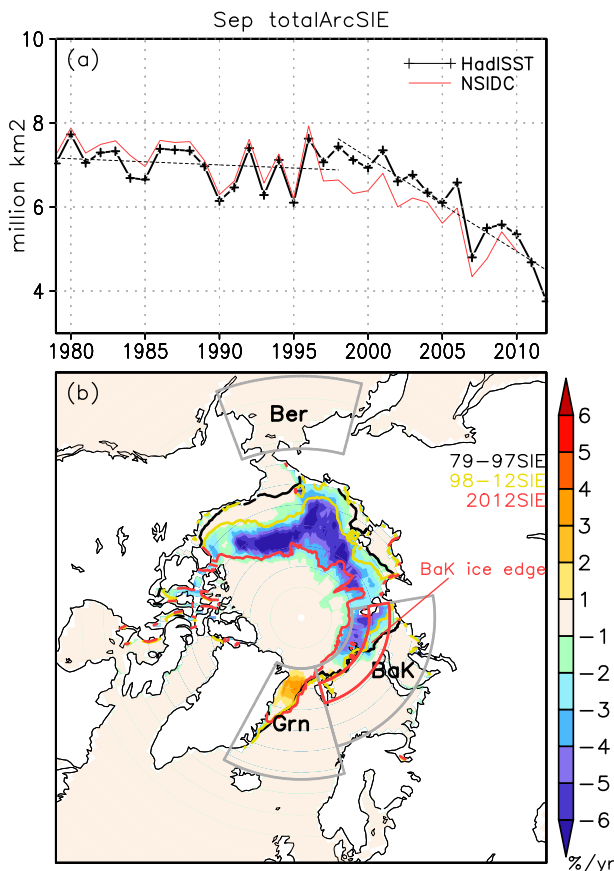 Sep totalArcSIE
(a)
HadISST
NSIDC
million km2
10
8
6
4
1980 1985 1990 1995 2000 2005 2010
(b)
Ber
79−97SIE
98−12SIE
2012SIE
BaK ice edge
BaK
Grn
6
5
4
3
2
1
−1
−2
−3
−4
−5
−6
%/yr